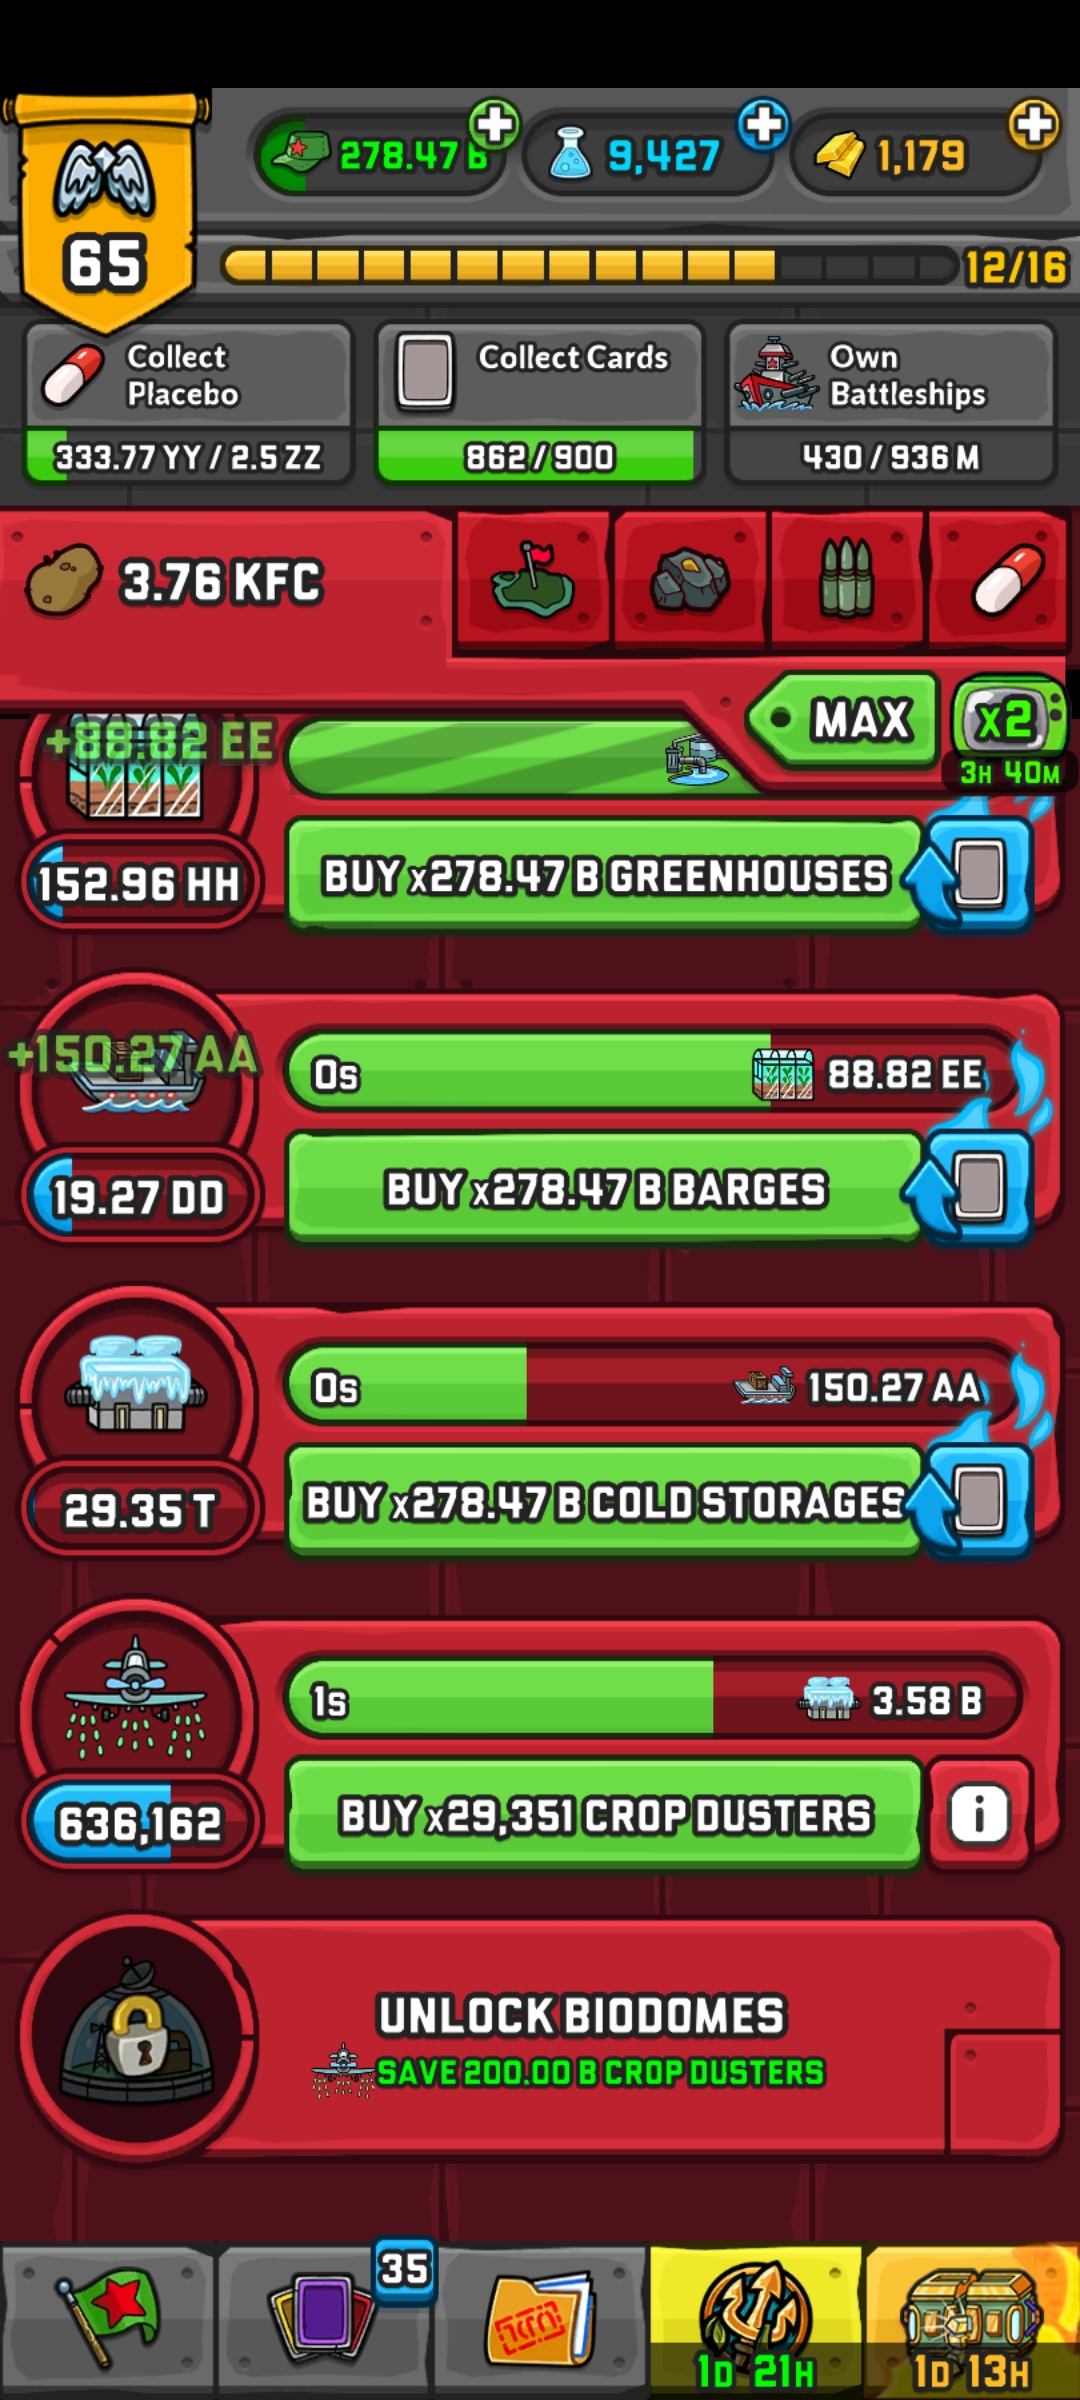 65
278.47 B
9,427
1,179
12/16
Collect
Placebo
333.77 YY / 2.5 ZZ
Collect Cards
862/900
Own
Battleships
430 / 936 M
3.76 KFC
MAX
x2
3H 40M
+88.82 EE
152.96 HH
BUY x278.47 B GREENHOUSES
+150.27 AA
0s
88.82 EE
19.27 DD
BUY x278.47 B BARGES
0s
150.27 AA
29.35 T
BUY x278.47 B COLD STORAGES
1s
3.58 B
636,162
BUY x29,351 CROP DUSTERS
i
UNLOCK BIODOMES
SAVE 200.00 B CROP DUSTERS
35
1D 21H
1D 13H